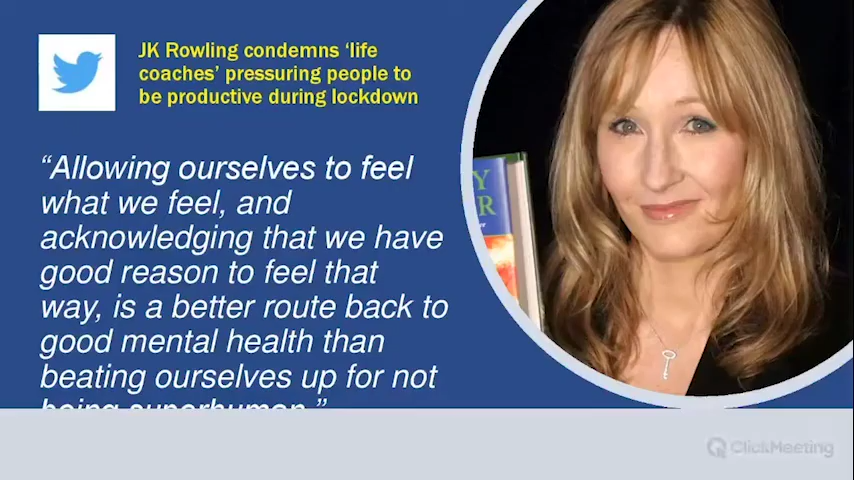 JK Rowling condemns ‘life
coaches’ pressuring people to
be productive during lockdown
“Allowing ourselves to feel
what we feel, and
acknowledging that we have
good reason to feel that
way, is a better route back to
good mental health than
beating ourselves up for not
being superhuman.”
Y
R
ClickMeeting